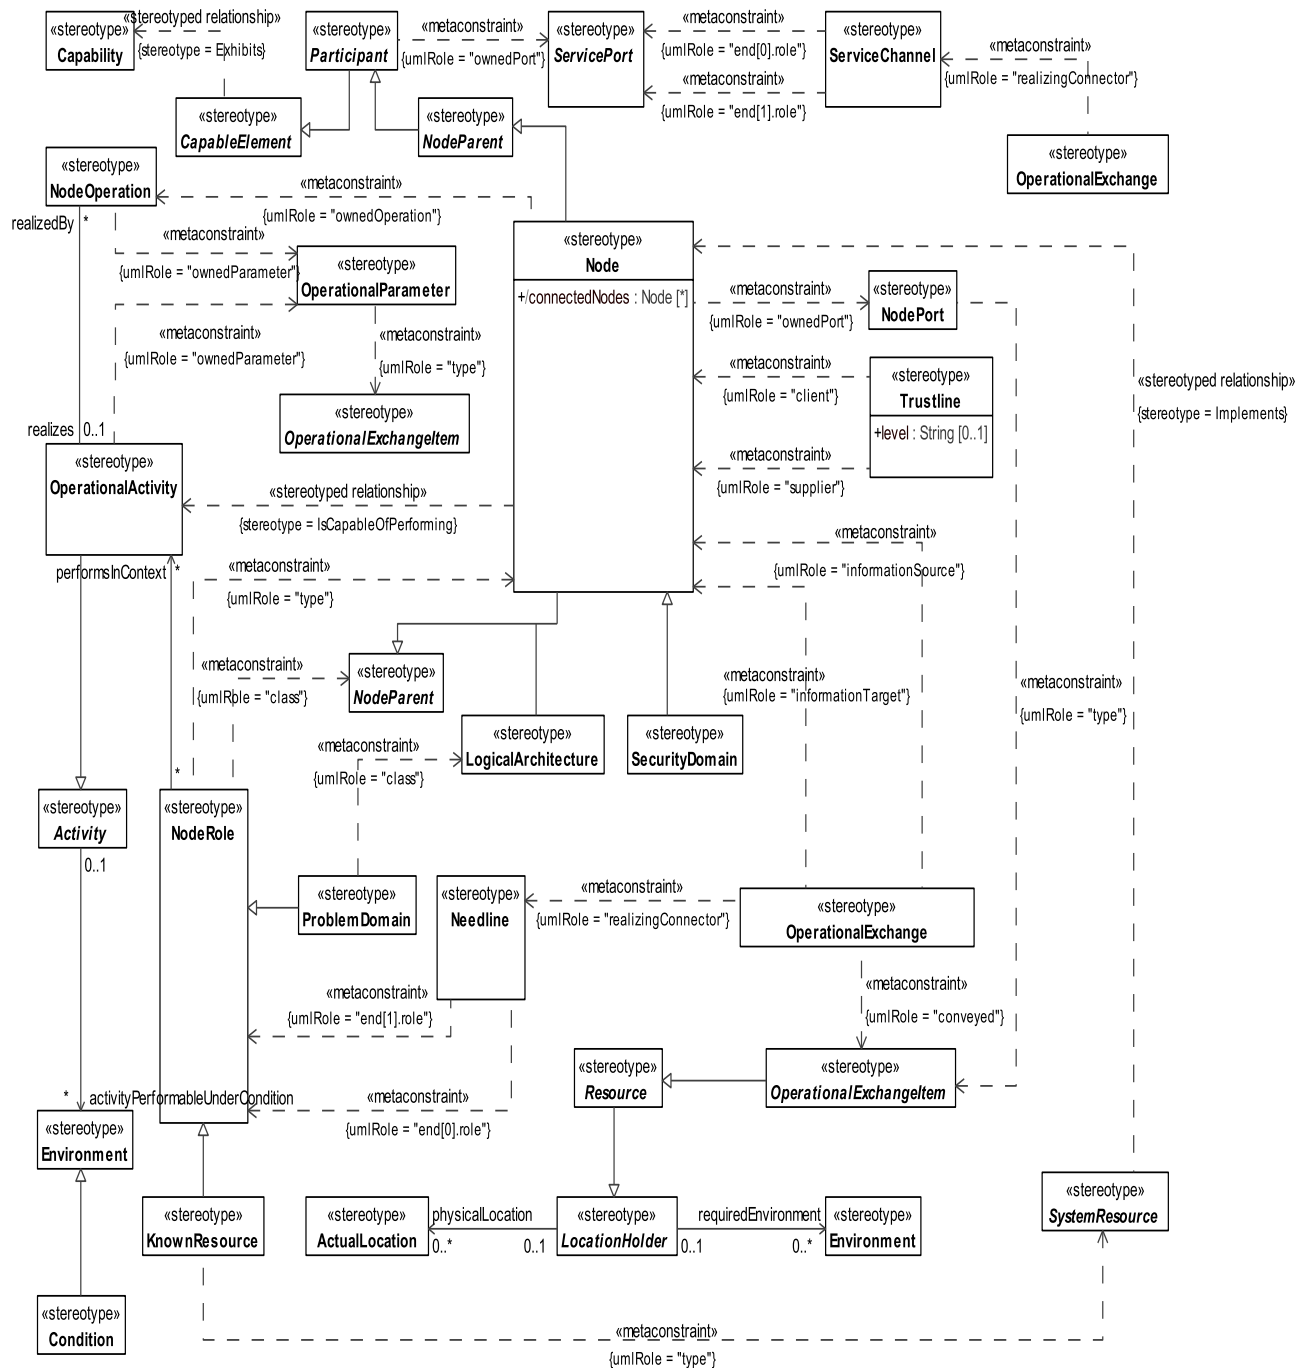 «stereotype»
Capability
«stereotyped relationship»
{stereotype = Exhibits}
«stereotype»
Participant
«metaconstraint»
{umlRole = "ownedPort"}
«stereotype»
ServicePort
«metaconstraint»
{umlRole = "end[0].role"}
«metaconstraint»
{umlRole = "end[1].role"}
«stereotype»
ServiceChannel
«metaconstraint»
{umlRole = "realizingConnector"}
«stereotype»
CapableElement
«stereotype»
NodeParent
«stereotype»
OperationalExchange
«stereotype»
NodeOperation
«metaconstraint»
{umlRole = "ownedOperation"}
realizedBy
*
«metaconstraint»
{umlRole = "ownedParameter"}
«stereotype»
OperationalParameter
«stereotype»
Node
+/connectedNodes : Node [*]
«metaconstraint»
{umlRole = "ownedPort"}
«stereotype»
NodePort
«metaconstraint»
{umlRole = "ownedParameter"}
«metaconstraint»
{umlRole = "type"}
«metaconstraint»
{umlRole = "client"}
«stereotype»
Trustline
+level : String [0..1]
«stereotyped relationship»
{stereotype = Implements}
«stereotype»
OperationalExchangeItem
realizes
0..1
«stereotype»
OperationalActivity
«metaconstraint»
{umlRole = "supplier"}
«stereotyped relationship»
{stereotype = IsCapableOfPerforming}
«metaconstraint»
{umlRole = "informationSource"}
performsInContext
*
«metaconstraint»
{umlRole = "type"}
«metaconstraint»
{umlRole = "class"}
«stereotype»
NodeParent
«metaconstraint»
{umlRole = "informationTarget"}
«metaconstraint»
{umlRole = "type"}
«stereotype»
LogicalArchitecture
«stereotype»
SecurityDomain
«metaconstraint»
{umlRole = "class"}
*
«stereotype»
Activity
0..1
«stereotype»
NodeRole
«stereotype»
ProblemDomain
«stereotype»
Needline
«metaconstraint»
{umlRole = "realizingConnector"}
«stereotype»
OperationalExchange
«metaconstraint»
{umlRole = "end[1].role"}
«metaconstraint»
{umlRole = "conveyed"}
*
activityPerformableUnderCondition
«metaconstraint»
{umlRole = "end[0].role"}
«stereotype»
Resource
«stereotype»
OperationalExchangeItem
«stereotype»
Environment
«stereotype»
KnownResource
«stereotype»
ActualLocation
physicalLocation
0..*
0..1
«stereotype»
LocationHolder
requiredEnvironment
0..1
0..*
«stereotype»
Environment
«stereotype»
SystemResource
«stereotype»
Condition
«metaconstraint»
{umlRole = "type"}